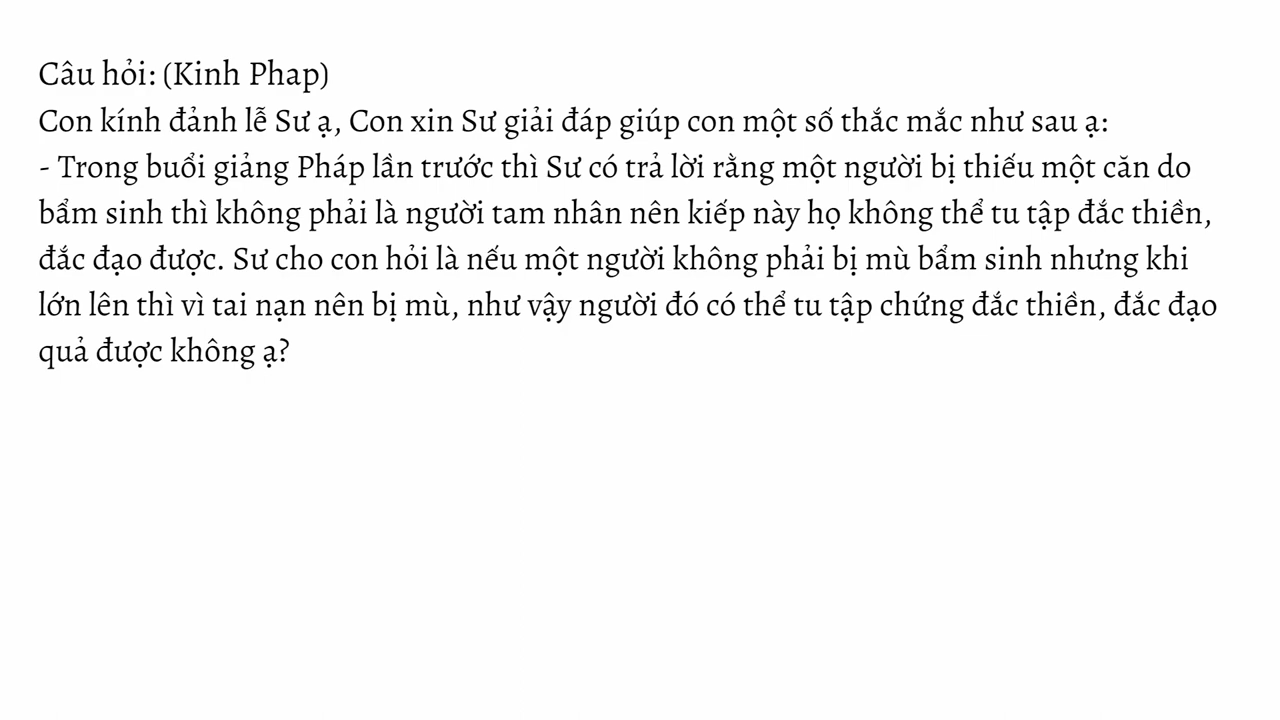 Câu hỏi: (Kinh Phap)
Con kính đảnh lễ Sư ạ, Con xin Sư giải đáp giúp con một số thắc mắc như sau ạ:
- Trong buổi giảng Pháp lần trước thì Sư có trả lời rằng một người bị thiếu một căn do
bẩm sinh thì không phải là người tam nhân nên kiếp này họ không thể tu tập đắc thiền,
đắc đạo được. Sư cho con hỏi là nếu một người không phải bị mù bẩm sinh nhưng khi
lớn lên thì vì tai nạn nên bị mù, như vậy người đó có thể tu tập chứng đắc thiền, đắc đạo
quả được không ạ?